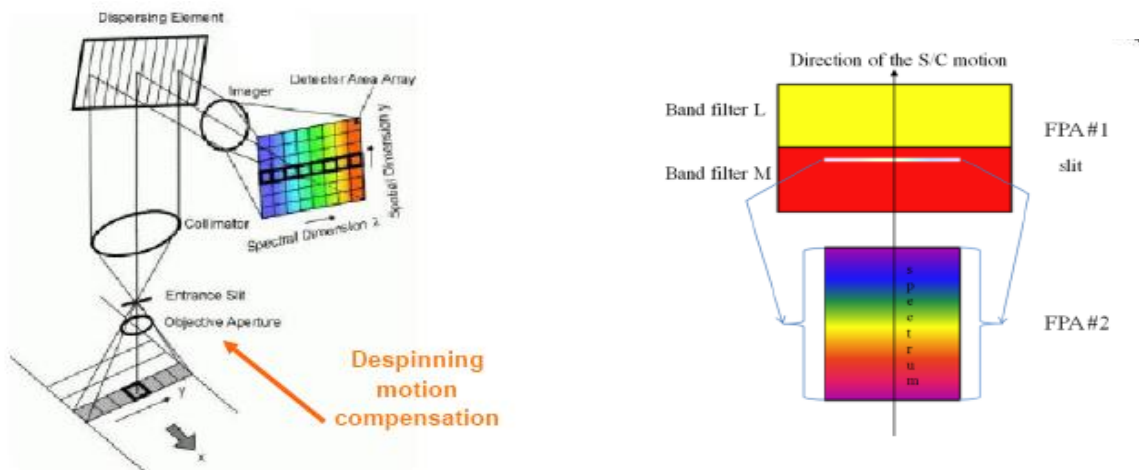 Dispersing Element
Detector Area Array
Imager
Spatial Dimension y
Spectral Dimension λ
Collimator
Entrance Slit
Objective Aperture
y
x
Despinning
motion
compensation
Direction of the S/C motion
Band filter L
FPA#1
slit
Band filter M
spectrum
FPA#2